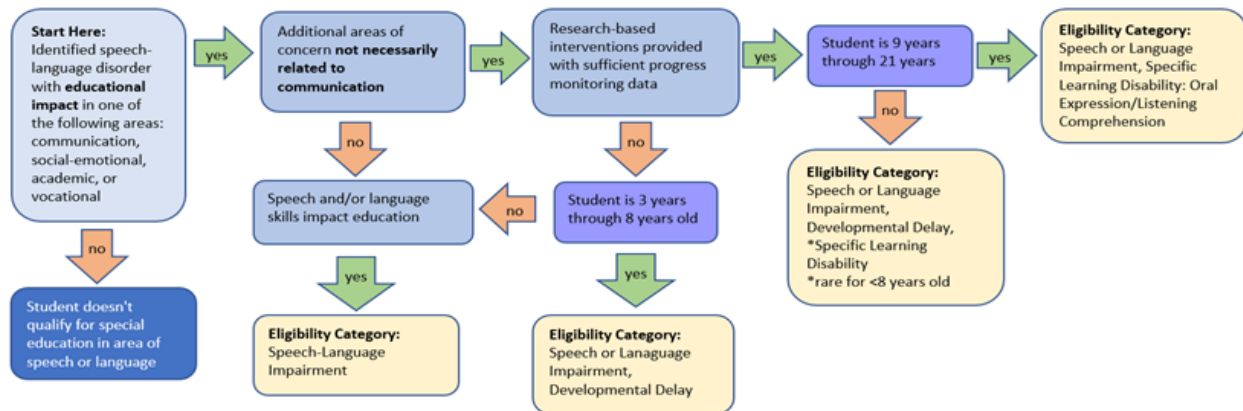 Start Here:
Identified speech-
language disorder
with educational
impact in one of
the following areas:
communication,
social-emotional,
academic, or
vocational
yes
Additional areas of
concern not necessarily
related to
communication
yes
Research-based
interventions provided
with sufficient progress
monitoring data
yes
Student is 9 years
through 21 years
yes
Eligibility Category:
Speech or Language
Impairment, Specific
Learning Disability: Oral
Expression/Listening
Comprehension
no
no
no
Speech and/or language
skills impact education
no
Student is 3 years
through 8 years old
Eligibility Category:
Speech or Language
Impairment,
Developmental Delay,
*Specific Learning
Disability
*rare for <8 years old
no
yes
yes
Student doesn't
qualify for special
education in area of
speech or language
Eligibility Category:
Speech-Language
Impairment
Eligibility Category:
Speech or Lanaguage
Impairment,
Developmental Delay